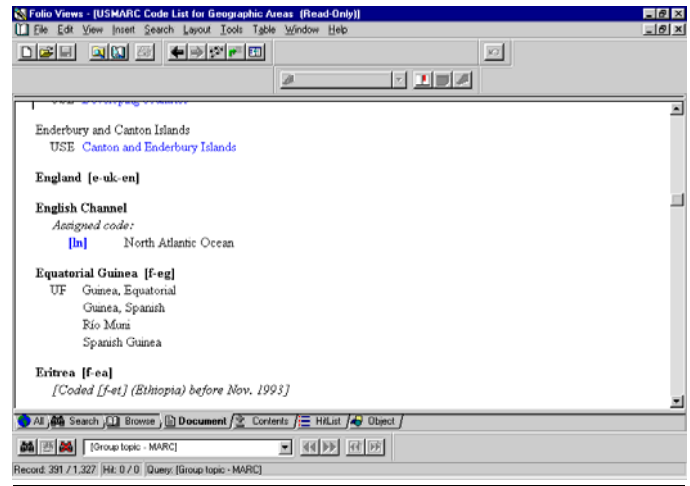 Folio Views - [USMARC Code List for Geographic Areas (Read-Only)]
File Edit View Insert Search Layout Tools Table Window Help
Enderbury and Canton Islands
USE Canton and Enderbury Islands
England [e-uk-en]
English Channel
Assigned code:
[ln] North Atlantic Ocean
Equatorial Guinea [f-eg]
UF Guinea, Equatorial
Guinea, Spanish
Río Muni
Spanish Guinea
Eritrea [f-ea]
[Coded [f-et] (Ethiopia) before Nov. 1993]
All Search Browse Document Contents HitList Object
[Group topic - MARC]
Record: 391 / 1,327 Hit: 0 / 0 Query: [Group topic - MARC]